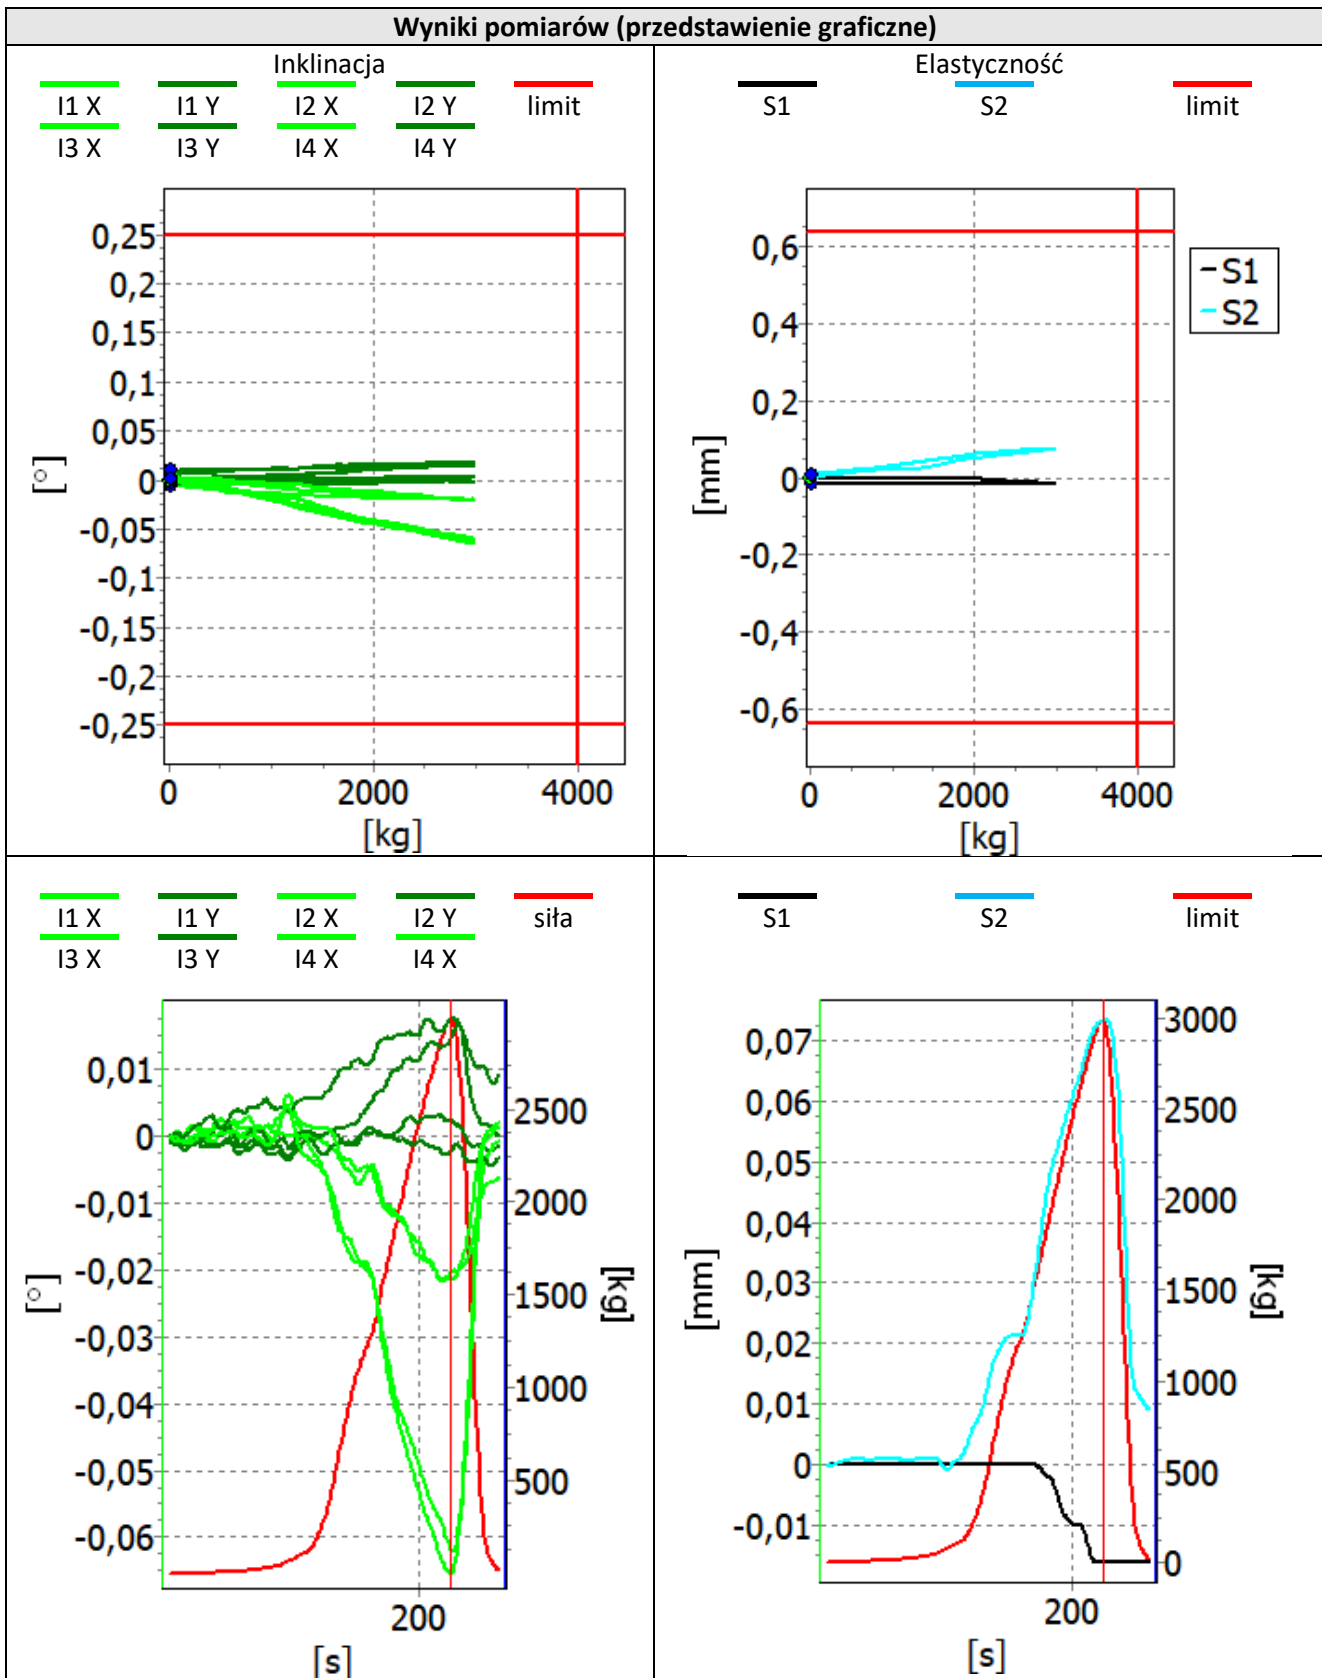 Wyniki pomiarów (przedstawienie graficzne)
Inklinacja
I1 X I1 Y I2 X I2 Y limit
I3 X I3 Y I4 X I4 Y
0,25
0,2
0,15
0,1
0,05
0
-0,05
-0,1
-0,15
-0,2
-0,25
[°]
0 2000 4000
[kg]
Elastyczność
S1 S2 limit
0,6
0,4
0,2
0
-0,2
-0,4
-0,6
[mm]
0 2000 4000
[kg]
S1
S2
I1 X I1 Y I2 X I2 Y siła
I3 X I3 Y I4 X I4 X
0,01
0
-0,01
-0,02
-0,03
-0,04
-0,05
-0,06
[°]
2500
2000
1500
1000
500
[kg]
200
[s]
S1 S2 limit
0,07
0,06
0,05
0,04
0,03
0,02
0,01
0
-0,01
[mm]
3000
2500
2000
1500
1000
500
0
[kg]
200
[s]